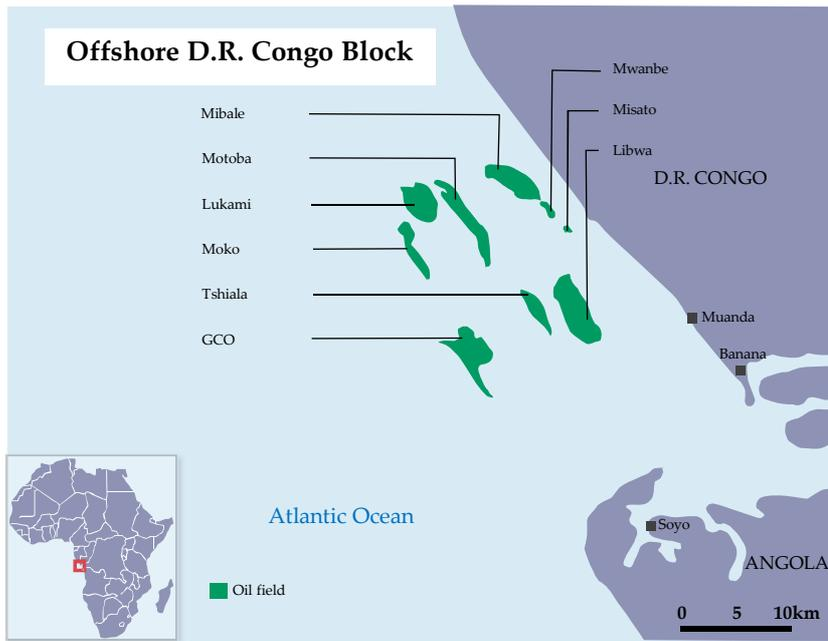 Offshore D.R. Congo Block
Mwanbe
Mibale
Misato
Motoba
Libwa
D.R. CONGO
Lukami
Moko
Tshiala
Muanda
GCO
Banana
Atlantic Ocean
Soyo
ANGOLA
Oil field
0 5 10km